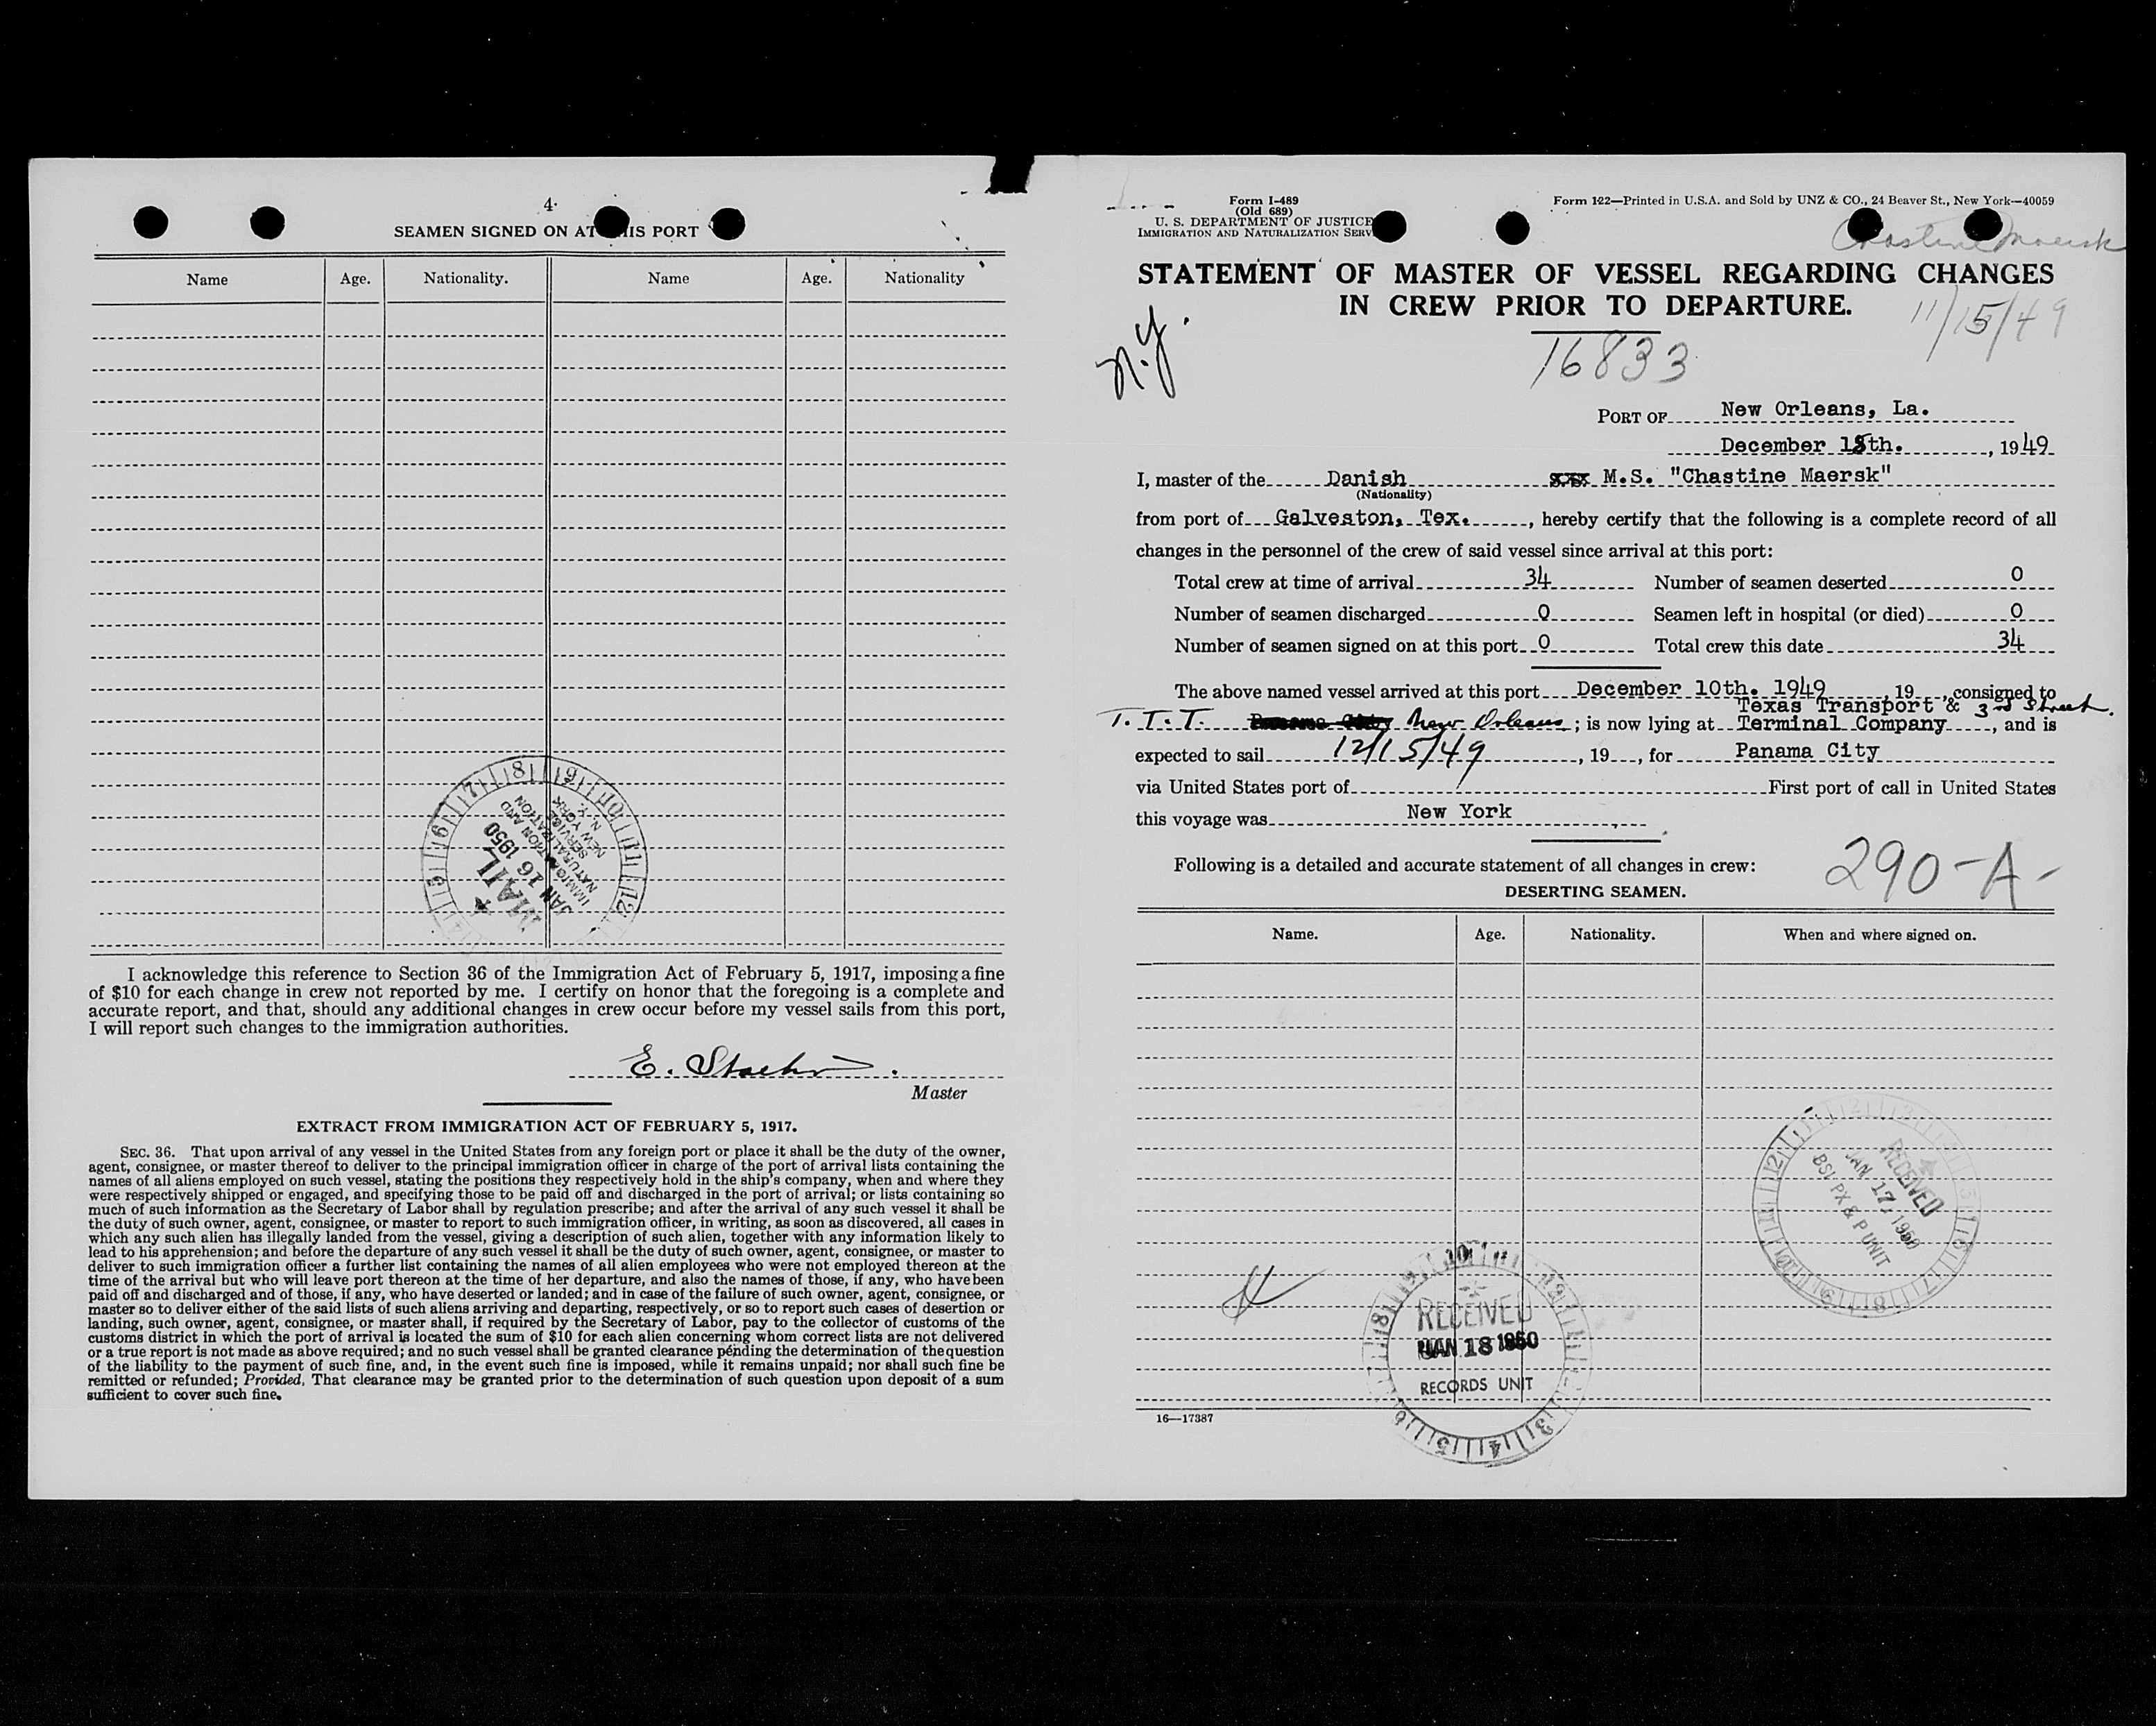 4.
SEAMEN SIGNED ON AT THIS PORT
Name Age. Nationality. Name Age. Nationality
MAIL
JAN 16 1950
IMMIGRATION AND
NATURALIZATION
SERVICE
NEW YORK
N. Y.
I acknowledge this reference to Section 36 of the Immigration Act of February 5, 1917, imposing a fine
of $10 for each change in crew not reported by me. I certify on honor that the foregoing is a complete and
accurate report, and that, should any additional changes in crew occur before my vessel sails from this port,
I will report such changes to the immigration authorities.
E. Staehr.
Master
EXTRACT FROM IMMIGRATION ACT OF FEBRUARY 5, 1917.
SEC. 36. That upon arrival of any vessel in the United States from any foreign port or place it shall be the duty of the owner,
agent, consignee, or master thereof to deliver to the principal immigration officer in charge of the port of arrival lists containing the
names of all aliens employed on such vessel, stating the positions they respectively hold in the ship's company, when and where they
were respectively shipped or engaged, and specifying those to be paid off and discharged in the port of arrival; or lists containing so
much of such information as the Secretary of Labor shall by regulation prescribe; and after the arrival of any such vessel it shall be
the duty of such owner, agent, consignee, or master to report to such immigration officer, in writing, as soon as discovered, all cases in
which any such alien has illegally landed from the vessel, giving a description of such alien, together with any information likely to
lead to his apprehension; and before the departure of any such vessel it shall be the duty of such owner, agent, consignee, or master to
deliver to such immigration officer a further list containing the names of all alien employees who were not employed thereon at the
time of the arrival but who will leave port thereon at the time of her departure, and also the names of those, if any, who have been
paid off and discharged and of those, if any, who have deserted or landed; and in case of the failure of such owner, agent, consignee, or
master so to deliver either of the said lists of such aliens arriving and departing, respectively, or so to report such cases of desertion or
landing, such owner, agent, consignee, or master shall, if required by the Secretary of Labor, pay to the collector of customs of the
customs district in which the port of arrival is located the sum of $10 for each alien concerning whom correct lists are not delivered
or a true report is not made as above required; and no such vessel shall be granted clearance pending the determination of the question
of the liability to the payment of such fine, and, in the event such fine is imposed, while it remains unpaid; nor shall such fine be
remitted or refunded; Provided, That clearance may be granted prior to the determination of such question upon deposit of a sum
sufficient to cover such fine.
Form I-489
(Old 689)
U. S. DEPARTMENT OF JUSTICE
IMMIGRATION AND NATURALIZATION SERV
Form 122—Printed in U.S.A. and Sold by UNZ & CO., 24 Beaver St., New York—40059
Chastine Maersk
STATEMENT OF MASTER OF VESSEL REGARDING CHANGES
IN CREW PRIOR TO DEPARTURE.
11/15/49
N.Y.
16833
PORT OF New Orleans, La.
December 15th. , 1949
I, master of the Danish xxx M.S. "Chastine Maersk"
(Nationality)
from port of Galveston, Tex. , hereby certify that the following is a complete record of all
changes in the personnel of the crew of said vessel since arrival at this port:
Total crew at time of arrival 34 Number of seamen deserted 0
Number of seamen discharged 0 Seamen left in hospital (or died) 0
Number of seamen signed on at this port 0 Total crew this date 34
The above named vessel arrived at this port December 10th. 1949 , 19 , consigned to
Texas Transport & 3rd Street.
T. T. T. Panama City New Orleans ; is now lying at Terminal Company , and is
expected to sail 12/15/49 , 19 , for Panama City
via United States port of First port of call in United States
this voyage was New York
Following is a detailed and accurate statement of all changes in crew:
290-A-
DESERTING SEAMEN.
Name. Age. Nationality. When and where signed on.
RECEIVED
JAN 17 1950
BSI PX & P UNIT
RECEIVED
JAN 18 1950
RECORDS UNIT
16—17387